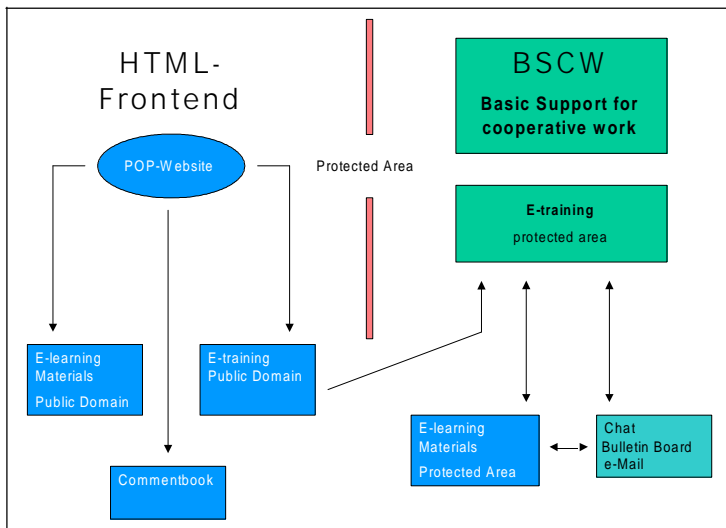 HTML-
Frontend
POP-Website
E-learning
Materials
Public Domain
E-training
Public Domain
Commentbook
Protected Area
BSCW
Basic Support for
cooperative work
E-training
protected area
E-learning
Materials
Protected Area
Chat
Bulletin Board
e-Mail